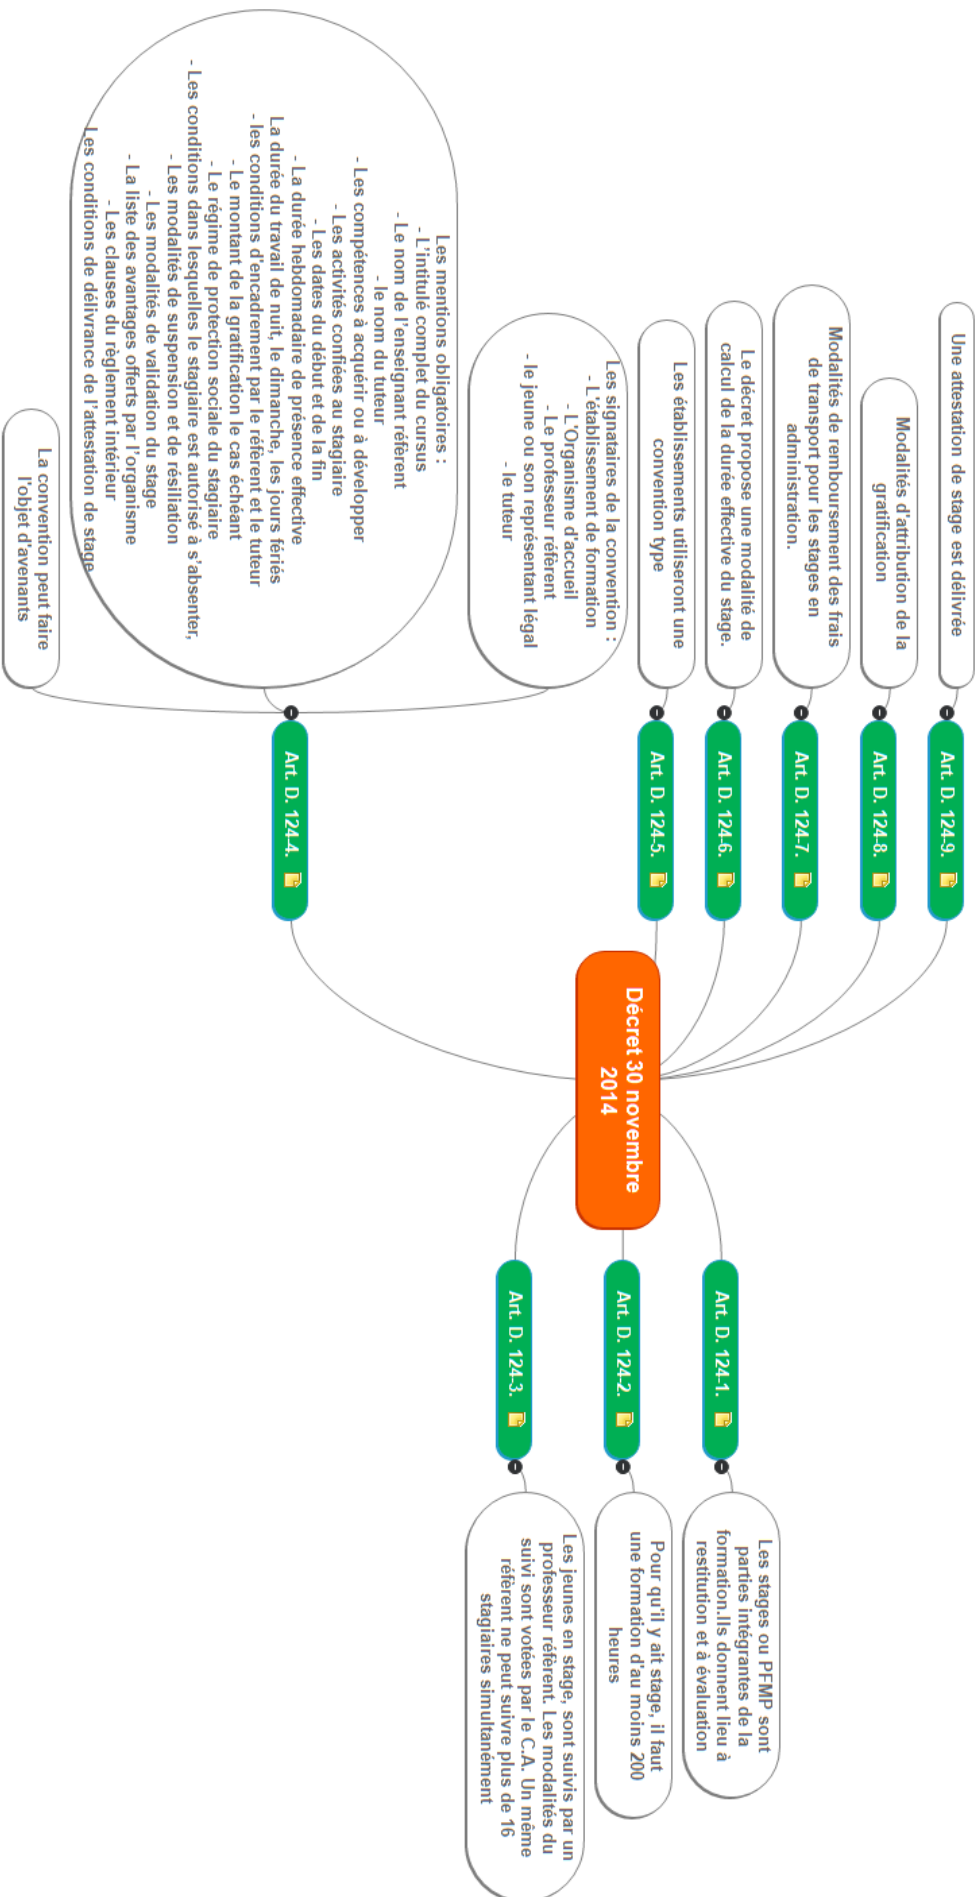 Décret 30 novembre
2014
Art. D. 124-1.
Les stages ou PFMP sont
parties intégrantes de la
formation.Ils donnent lieu à
restitution et à évaluation
Art. D. 124-2.
Pour qu'il y ait stage, il faut
une formation d'au moins 200
heures
Art. D. 124-3.
Les jeunes en stage, sont suivis par un
professeur référent. Les modalités du
suivi sont votées par le C.A. Un même
référent ne peut suivre plus de 16
stagiaires simultanément
Art. D. 124-9.
Une attestation de stage est délivrée
Art. D. 124-8.
Modalités d'attribution de la
gratification
Art. D. 124-7.
Modalités de remboursement des frais
de transport pour les stages en
administration.
Art. D. 124-6.
Le décret propose une modalité de
calcul de la durée effective du stage.
Art. D. 124-5.
Les établissements utiliseront une
convention type
Art. D. 124-4.
Les signataires de la convention :
- L'établissement de formation
- L'Organisme d'accueil
- Le professeur référent
- le jeune ou son représentant légal
- le tuteur
Les mentions obligatoires :
- L'intitulé complet du cursus
- Le nom de l'enseignant référent
- le nom du tuteur
- Les compétences à acquérir ou à développer
- Les activités confiées au stagiaire
- Les dates du début et de la fin
- La durée hebdomadaire de présence effective
La durée du travail de nuit, le dimanche, les jours fériés
- les conditions d'encadrement par le référent et le tuteur
- Le montant de la gratification le cas échéant
- Le régime de protection sociale du stagiaire
- Les conditions dans lesquelles le stagiaire est autorisé à s'absenter,
- Les modalités de suspension et de résiliation
- Les modalités de validation du stage
- La liste des avantages offerts par l'organisme
- Les clauses du règlement intérieur
Les conditions de délivrance de l'attestation de stage
La convention peut faire
l'objet d'avenants